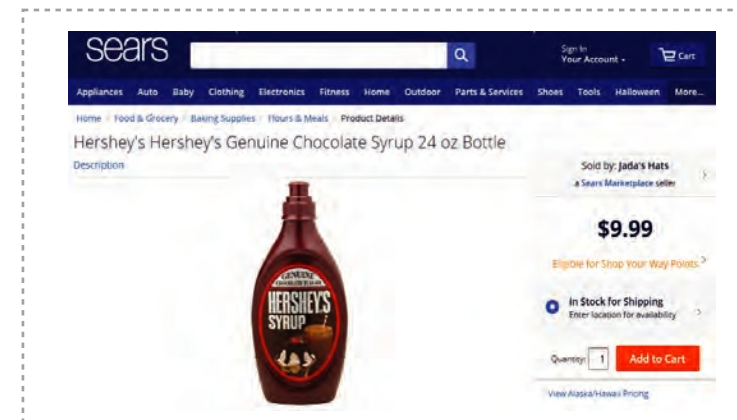 sears
Sign In
Your Account
Cart
Appliances Auto Baby Clothing Electronics Fitness Home Outdoor Parts & Services Shoes Tools Halloween More...
Home Food & Grocery Baking Supplies Flours & Meals Product Details
Hershey's Hershey's Genuine Chocolate Syrup 24 oz Bottle
Description
Sold by: Jada's Hats
a Sears Marketplace seller
$9.99
Eligible for Shop Your Way Points
In Stock for Shipping
Enter location for availability
Quantity: 1 Add to Cart
View Alaska/Hawaii Pricing
GENUINE
CHOCOLATE FLAVOR
HERSHEY'S
SYRUP